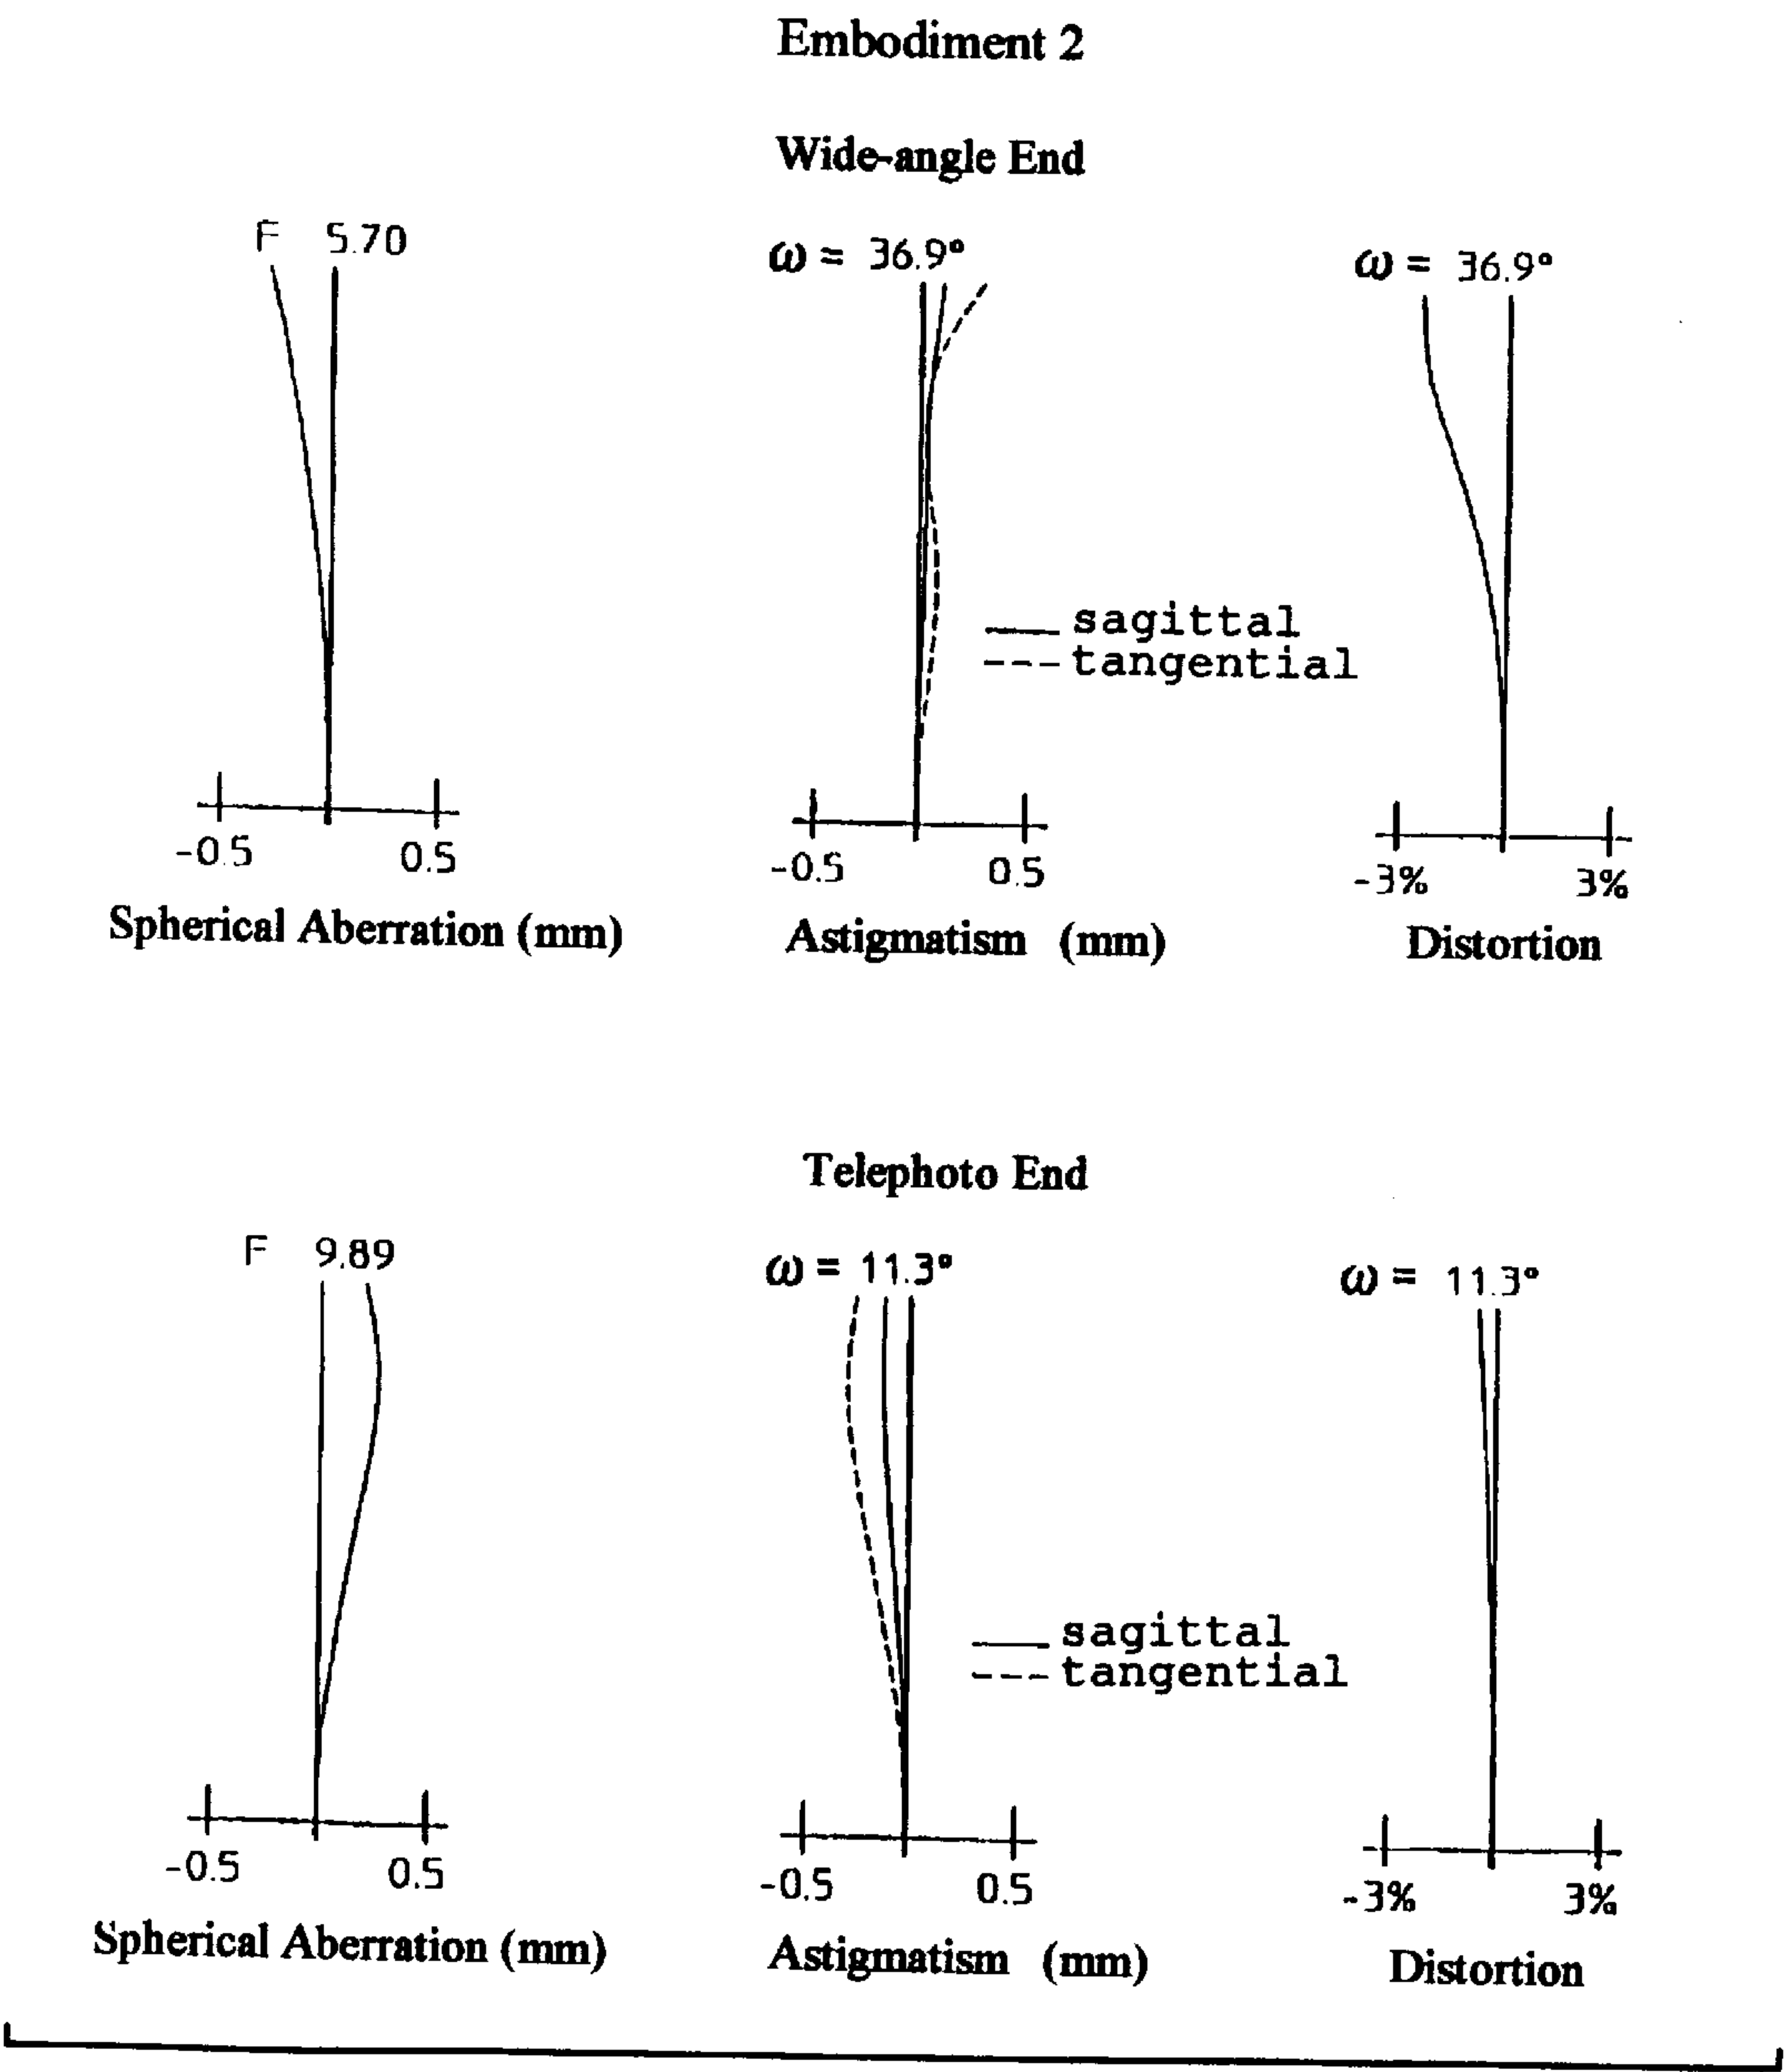 Embodiment 2
Wide-angle End
F 5.70
ω = 36.9°
ω = 36.9°
sagittal
tangential
-0.5 0.5
-0.5 0.5
-3% 3%
Spherical Aberration (mm)
Astigmatism (mm)
Distortion
Telephoto End
F 9.89
ω = 11.3°
ω = 11.3°
sagittal
tangential
-0.5 0.5
-0.5 0.5
-3% 3%
Spherical Aberration (mm)
Astigmatism (mm)
Distortion